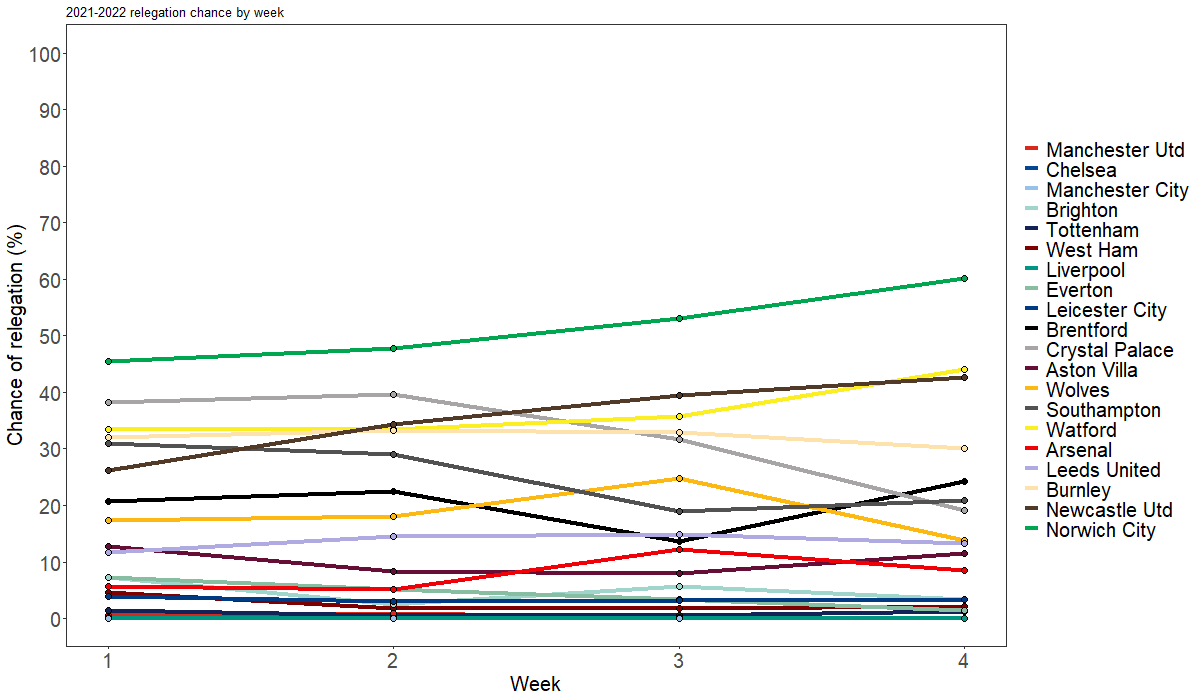 2021-2022 relegation chance by week
100
90
80
70
60
50
40
30
20
10
0
Chance of relegation (%)
1 2 3 4
Week
Manchester Utd
Chelsea
Manchester City
Brighton
Tottenham
West Ham
Liverpool
Everton
Leicester City
Brentford
Crystal Palace
Aston Villa
Wolves
Southampton
Watford
Arsenal
Leeds United
Burnley
Newcastle Utd
Norwich City